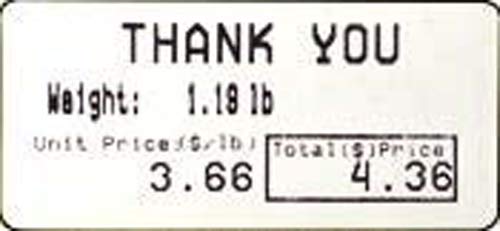 THANK YOU
Weight: 1.19 lb
Unit Price($/lb) Total($)Price
3.66 4.36